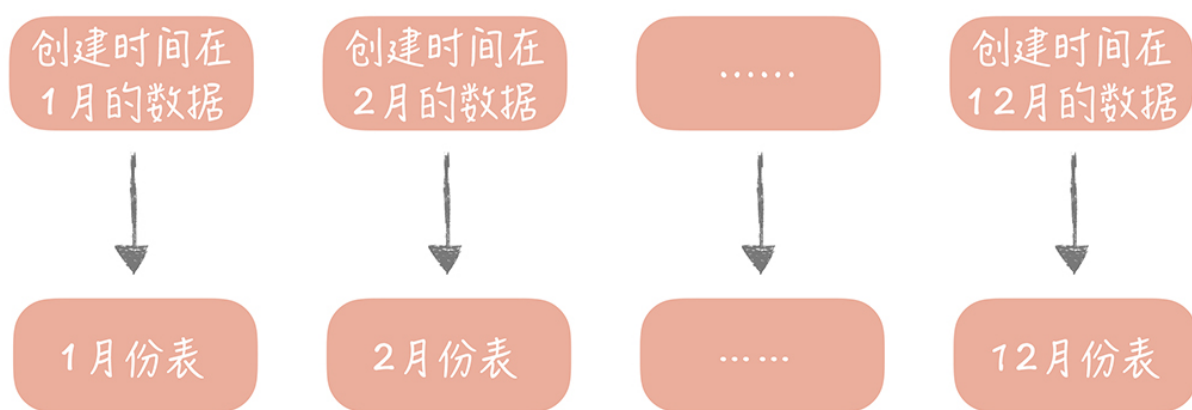 创建时间在
1月的数据
创建时间在
2月的数据
……
创建时间在
12月的数据
1月份表
2月份表
……
12月份表